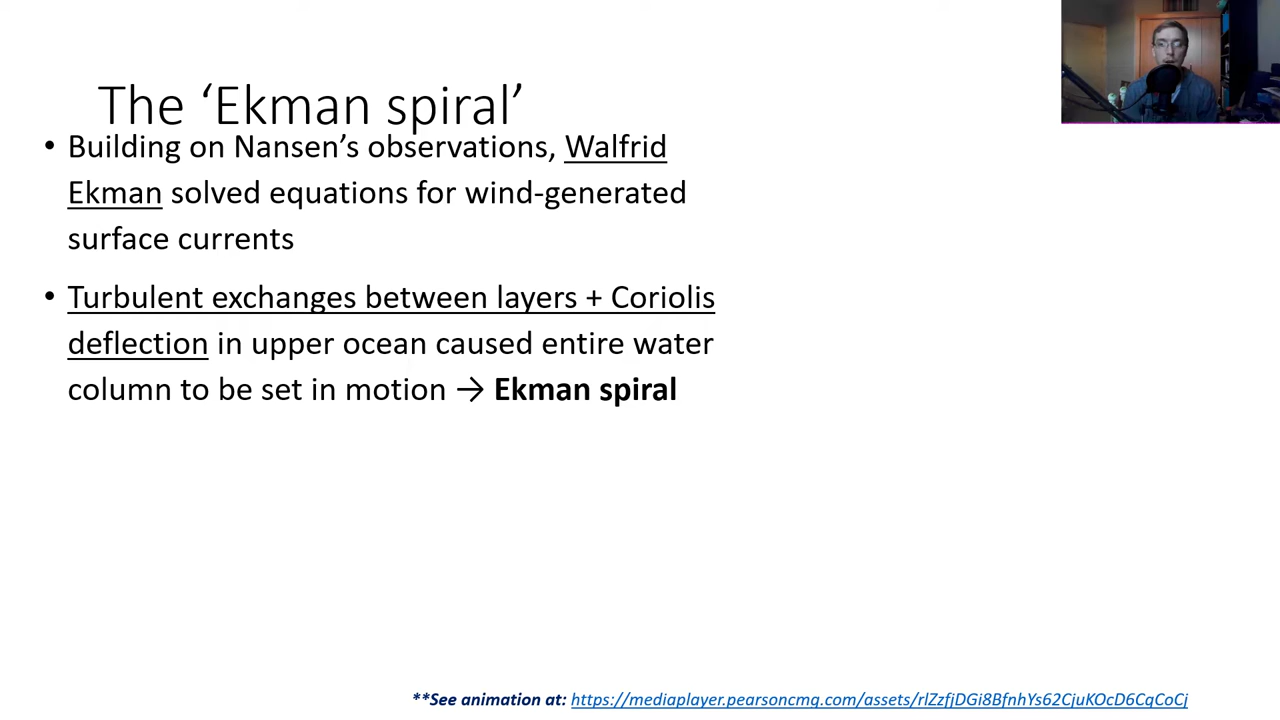 The ‘Ekman spiral’
• Building on Nansen’s observations, Walfrid
Ekman solved equations for wind-generated
surface currents
• Turbulent exchanges between layers + Coriolis
deflection in upper ocean caused entire water
column to be set in motion → Ekman spiral
**See animation at: https://mediaplayer.pearsoncmg.com/assets/rlZzfjDGi8BfnhYs62CjuKOcD6CqCoCj